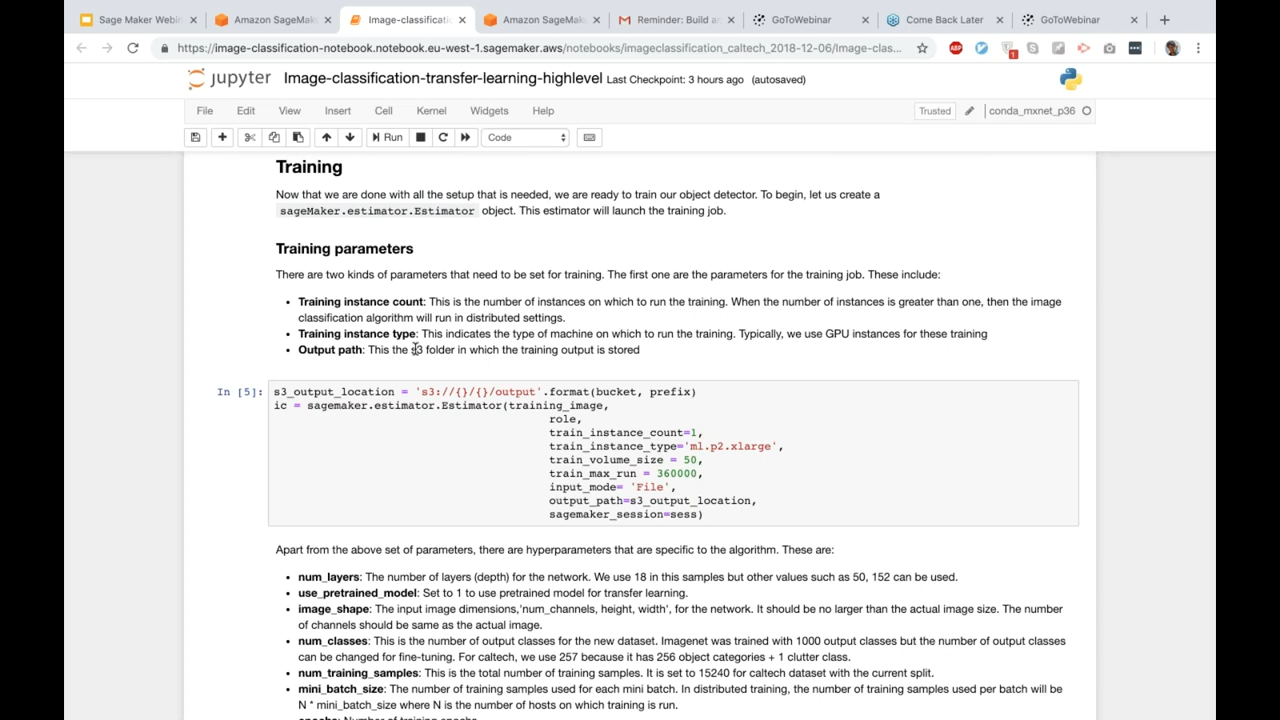 Sage Maker Webin
Amazon SageMake
Image-classificati
Amazon SageMake
Reminder: Build an
GoToWebinar
Come Back Later
GoToWebinar
https://image-classification-notebook.notebook.eu-west-1.sagemaker.aws/notebooks/imageclassification_caltech_2018-12-06/Image-clas...
ABP
1
jupyter Image-classification-transfer-learning-highlevel Last Checkpoint: 3 hours ago (autosaved)
File Edit View Insert Cell Kernel Widgets Help Trusted conda_mxnet_p36
Run Code
Training
Now that we are done with all the setup that is needed, we are ready to train our object detector. To begin, let us create a
sageMaker.estimator.Estimator object. This estimator will launch the training job.
Training parameters
There are two kinds of parameters that need to be set for training. The first one are the parameters for the training job. These include:
• Training instance count: This is the number of instances on which to run the training. When the number of instances is greater than one, then the image
classification algorithm will run in distributed settings.
• Training instance type: This indicates the type of machine on which to run the training. Typically, we use GPU instances for these training
• Output path: This the s3 folder in which the training output is stored
In [5]: s3_output_location = 's3://{}/{}/output'.format(bucket, prefix)
ic = sagemaker.estimator.Estimator(training_image,
role,
train_instance_count=1,
train_instance_type='ml.p2.xlarge',
train_volume_size = 50,
train_max_run = 360000,
input_mode= 'File',
output_path=s3_output_location,
sagemaker_session=sess)
Apart from the above set of parameters, there are hyperparameters that are specific to the algorithm. These are:
• num_layers: The number of layers (depth) for the network. We use 18 in this samples but other values such as 50, 152 can be used.
• use_pretrained_model: Set to 1 to use pretrained model for transfer learning.
• image_shape: The input image dimensions,'num_channels, height, width', for the network. It should be no larger than the actual image size. The number
of channels should be same as the actual image.
• num_classes: This is the number of output classes for the new dataset. Imagenet was trained with 1000 output classes but the number of output classes
can be changed for fine-tuning. For caltech, we use 257 because it has 256 object categories + 1 clutter class.
• num_training_samples: This is the total number of training samples. It is set to 15240 for caltech dataset with the current split.
• mini_batch_size: The number of training samples used for each mini batch. In distributed training, the number of training samples used per batch will be
N * mini_batch_size where N is the number of hosts on which training is run.
epochs: Number of training epochs